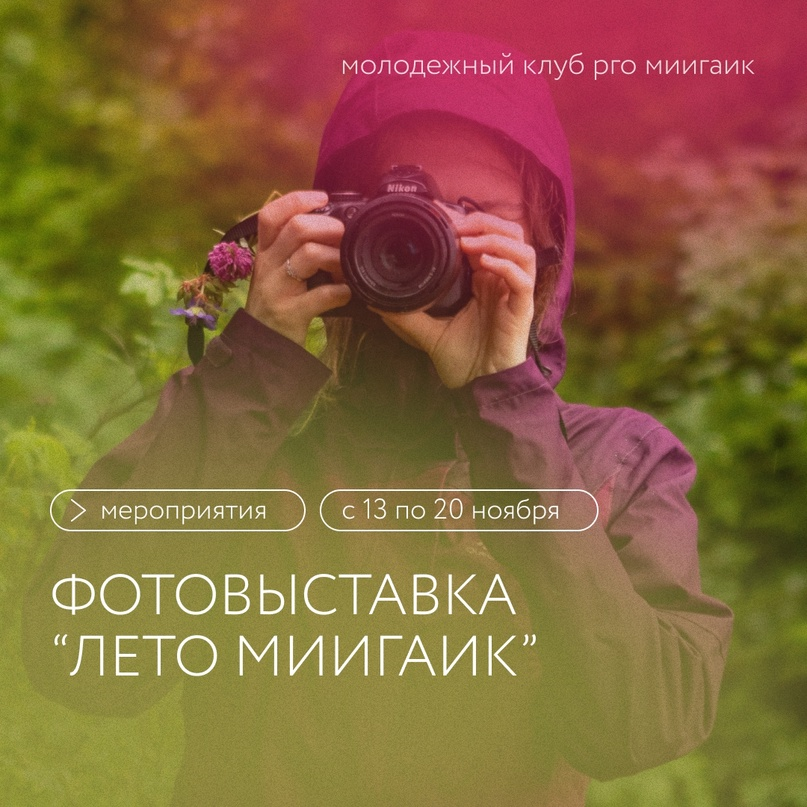 молодежный клуб рго миигаик
Nikon
> мероприятия
с 13 по 20 ноября
ФОТОВЫСТАВКА
“ЛЕТО МИИГАИК”